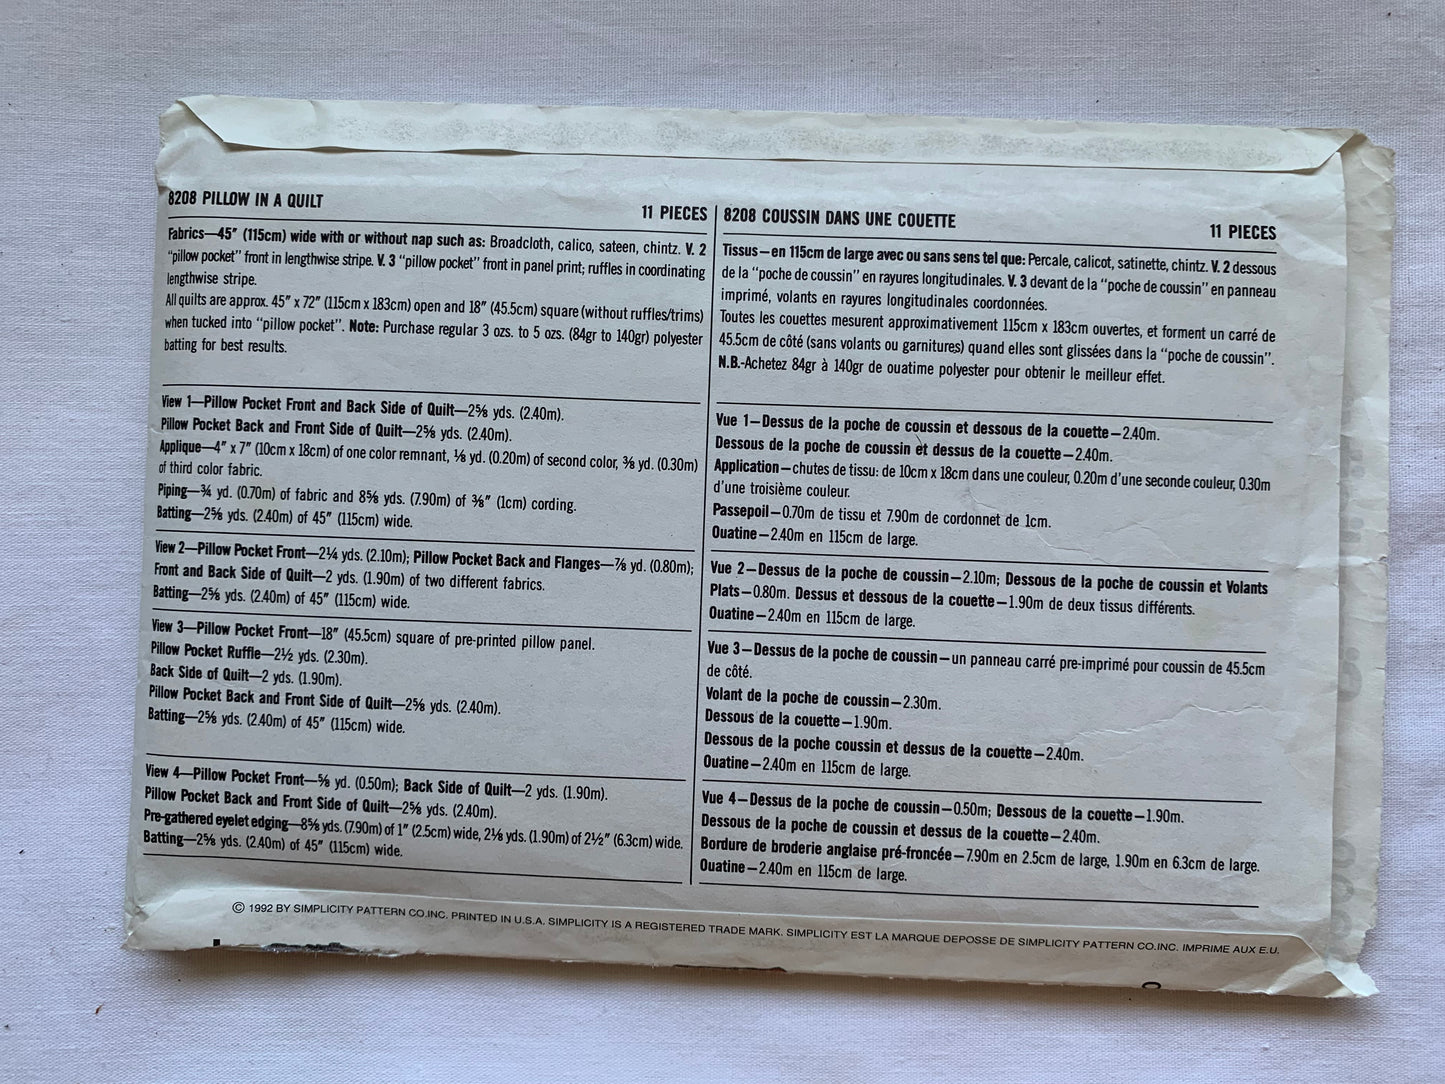 8208 PILLOW IN A QUILT
11 PIECES
Fabrics—45" (115cm) wide with or without nap such as: Broadcloth, calico, sateen, chintz. V. 2
"pillow pocket" front in lengthwise stripe. V. 3 "pillow pocket" front in panel print; ruffles in coordinating
lengthwise stripe.
All quilts are approx. 45" x 72" (115cm x 183cm) open and 18" (45.5cm) square (without ruffles/trims)
when tucked into "pillow pocket". Note: Purchase regular 3 ozs. to 5 ozs. (84gr to 140gr) polyester
batting for best results.
View 1—Pillow Pocket Front and Back Side of Quilt—2⅝ yds. (2.40m).
Pillow Pocket Back and Front Side of Quilt—2⅝ yds. (2.40m).
Applique—4" x 7" (10cm x 18cm) of one color remnant, ⅛ yd. (0.20m) of second color, ⅜ yd. (0.30m)
of third color fabric.
Piping—¾ yd. (0.70m) of fabric and 8⅝ yds. (7.90m) of ⅜" (1cm) cording.
Batting—2⅝ yds. (2.40m) of 45" (115cm) wide.
View 2—Pillow Pocket Front—2¼ yds. (2.10m); Pillow Pocket Back and Flanges—⅞ yd. (0.80m);
Front and Back Side of Quilt—2 yds. (1.90m) of two different fabrics.
Batting—2⅝ yds. (2.40m) of 45" (115cm) wide.
View 3—Pillow Pocket Front—18" (45.5cm) square of pre-printed pillow panel.
Pillow Pocket Ruffle—2½ yds. (2.30m).
Back Side of Quilt—2 yds. (1.90m).
Pillow Pocket Back and Front Side of Quilt—2⅝ yds. (2.40m).
Batting—2⅝ yds. (2.40m) of 45" (115cm) wide.
View 4—Pillow Pocket Front—⅝ yd. (0.50m); Back Side of Quilt—2 yds. (1.90m).
Pillow Pocket Back and Front Side of Quilt—2⅝ yds. (2.40m).
Pre-gathered eyelet edging—8⅝ yds. (7.90m) of 1" (2.5cm) wide, 2⅛ yds. (1.90m) of 2½" (6.3cm) wide.
Batting—2⅝ yds. (2.40m) of 45" (115cm) wide.
8208 COUSSIN DANS UNE COUETTE
11 PIECES
Tissus—en 115cm de large avec ou sans sens tel que: Percale, calicot, satinette, chintz. V. 2 dessous
de la "poche de coussin" en rayures longitudinales. V. 3 devant de la "poche de coussin" en panneau
imprimé, volants en rayures longitudinales coordonnées.
Toutes les couettes mesurent approximativement 115cm x 183cm ouvertes, et forment un carré de
45.5cm de côté (sans volants ou garnitures) quand elles sont glissées dans la "poche de coussin".
N.B.-Achetez 84gr à 140gr de ouatime polyester pour obtenir le meilleur effet.
Vue 1—Dessus de la poche de coussin et dessous de la couette—2.40m.
Dessous de la poche de coussin et dessus de la couette—2.40m.
Application—chutes de tissu: de 10cm x 18cm dans une couleur, 0.20m d'une seconde couleur, 0.30m
d'une troisième couleur.
Passepoil—0.70m de tissu et 7.90m de cordonnet de 1cm.
Ouatine—2.40m en 115cm de large.
Vue 2—Dessus de la poche de coussin—2.10m; Dessous de la poche de coussin et Volants
Plats—0.80m. Dessus et dessous de la couette—1.90m de deux tissus différents.
Ouatine—2.40m en 115cm de large.
Vue 3—Dessus de la poche de coussin—un panneau carré pre-imprimé pour coussin de 45.5cm
de côté.
Volant de la poche de coussin—2.30m.
Dessous de la couette—1.90m.
Dessous de la poche coussin et dessus de la couette—2.40m.
Ouatine—2.40m en 115cm de large.
Vue 4—Dessus de la poche de coussin—0.50m; Dessous de la couette—1.90m.
Dessous de la poche de coussin et dessus de la couette—2.40m.
Bordure de broderie anglaise pré-froncée—7.90m en 2.5cm de large, 1.90m en 6.3cm de large.
Ouatine—2.40m en 115cm de large.
© 1992 BY SIMPLICITY PATTERN CO.INC. PRINTED IN U.S.A. SIMPLICITY IS A REGISTERED TRADE MARK. SIMPLICITY EST LA MARQUE DEPOSSE DE SIMPLICITY PATTERN CO.INC. IMPRIME AUX E.U.